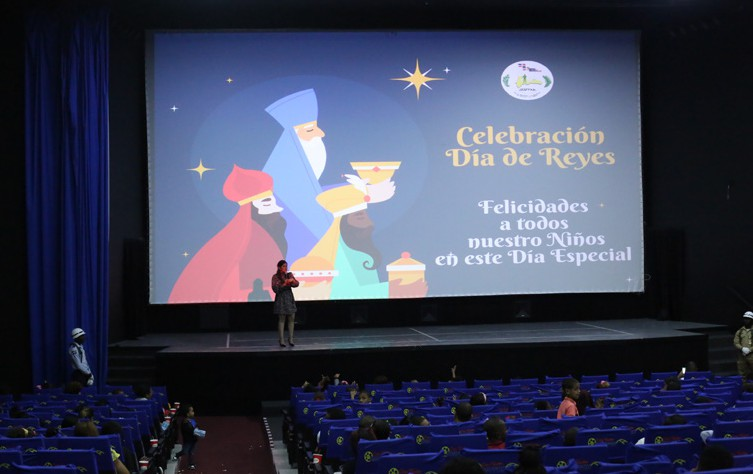 Celebración
Día de Reyes
Felicidades
a todos
nuestro Niños
en este Día Especial